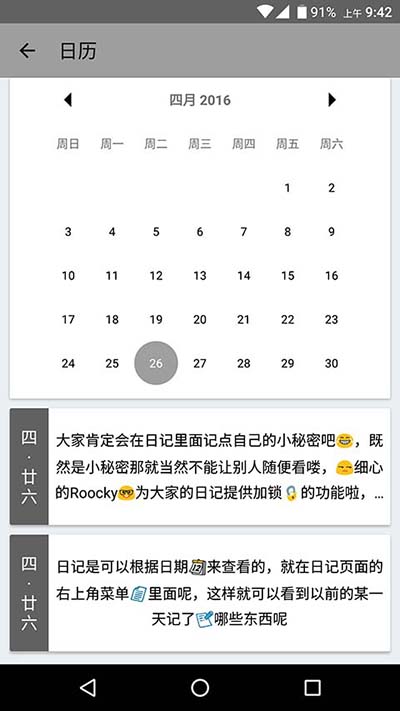 91% 上午 9:42
日历
四月 2016
周日 周一 周二 周三 周四 周五 周六
1 2
3 4 5 6 7 8 9
10 11 12 13 14 15 16
17 18 19 20 21 22 23
24 25 26 27 28 29 30
四·廿六
大家肯定会在日记里面记点自己的小秘密吧😂，既
然是小秘密那就当然不能让别人随便看喽，😏细心
的Roocky🤓为大家的日记提供加锁🔐的功能啦，...
四·廿六
日记是可以根据日期📆来查看的，就在日记页面的
右上角菜单📄里面呢，这样就可以看到以前的某一
天记了📝哪些东西呢